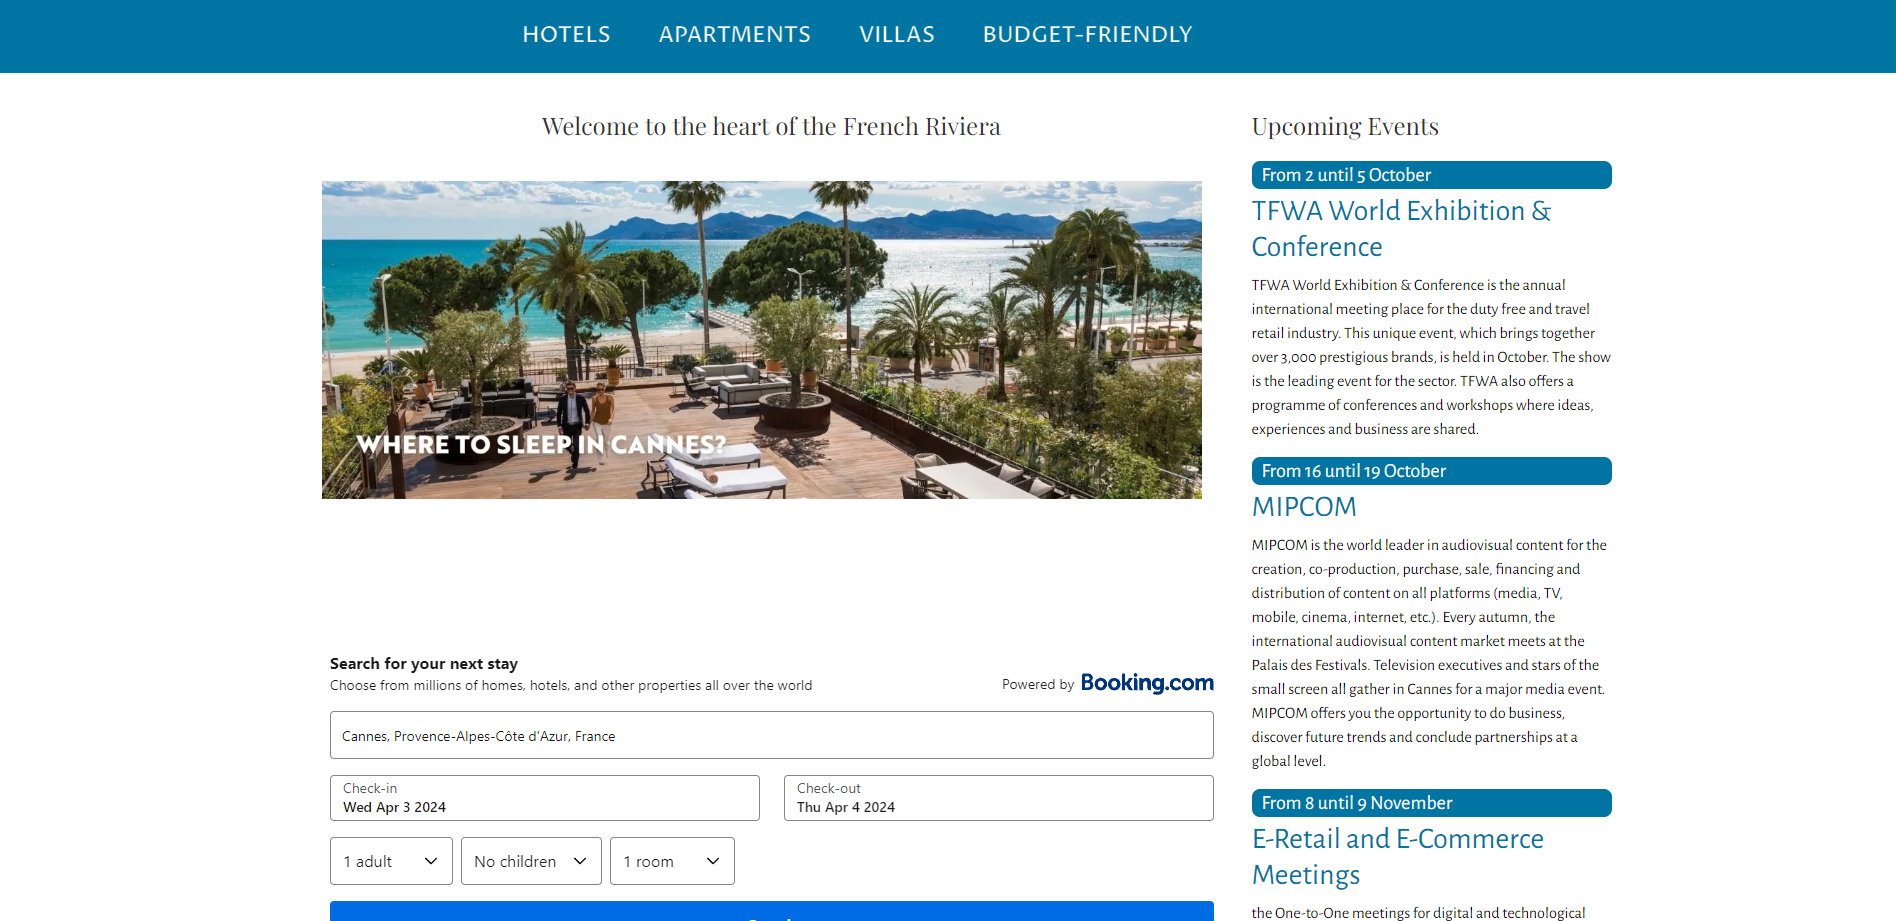 HOTELS APARTMENTS VILLAS BUDGET-FRIENDLY
Welcome to the heart of the French Riviera
WHERE TO SLEEP IN CANNES?
Search for your next stay
Choose from millions of homes, hotels, and other properties all over the world
Powered by Booking.com
Cannes, Provence-Alpes-Côte d'Azur, France
Check-in
Wed Apr 3 2024
Check-out
Thu Apr 4 2024
1 adult No children 1 room
Upcoming Events
From 2 until 5 October
TFWA World Exhibition &
Conference
TFWA World Exhibition & Conference is the annual
international meeting place for the duty free and travel
retail industry. This unique event, which brings together
over 3,000 prestigious brands, is held in October. The show
is the leading event for the sector. TFWA also offers a
programme of conferences and workshops where ideas,
experiences and business are shared.
From 16 until 19 October
MIPCOM
MIPCOM is the world leader in audiovisual content for the
creation, co-production, purchase, sale, financing and
distribution of content on all platforms (media, TV,
mobile, cinema, internet, etc.). Every autumn, the
international audiovisual content market meets at the
Palais des Festivals. Television executives and stars of the
small screen all gather in Cannes for a major media event.
MIPCOM offers you the opportunity to do business,
discover future trends and conclude partnerships at a
global level.
From 8 until 9 November
E-Retail and E-Commerce
Meetings
the One-to-One meetings for digital and technological